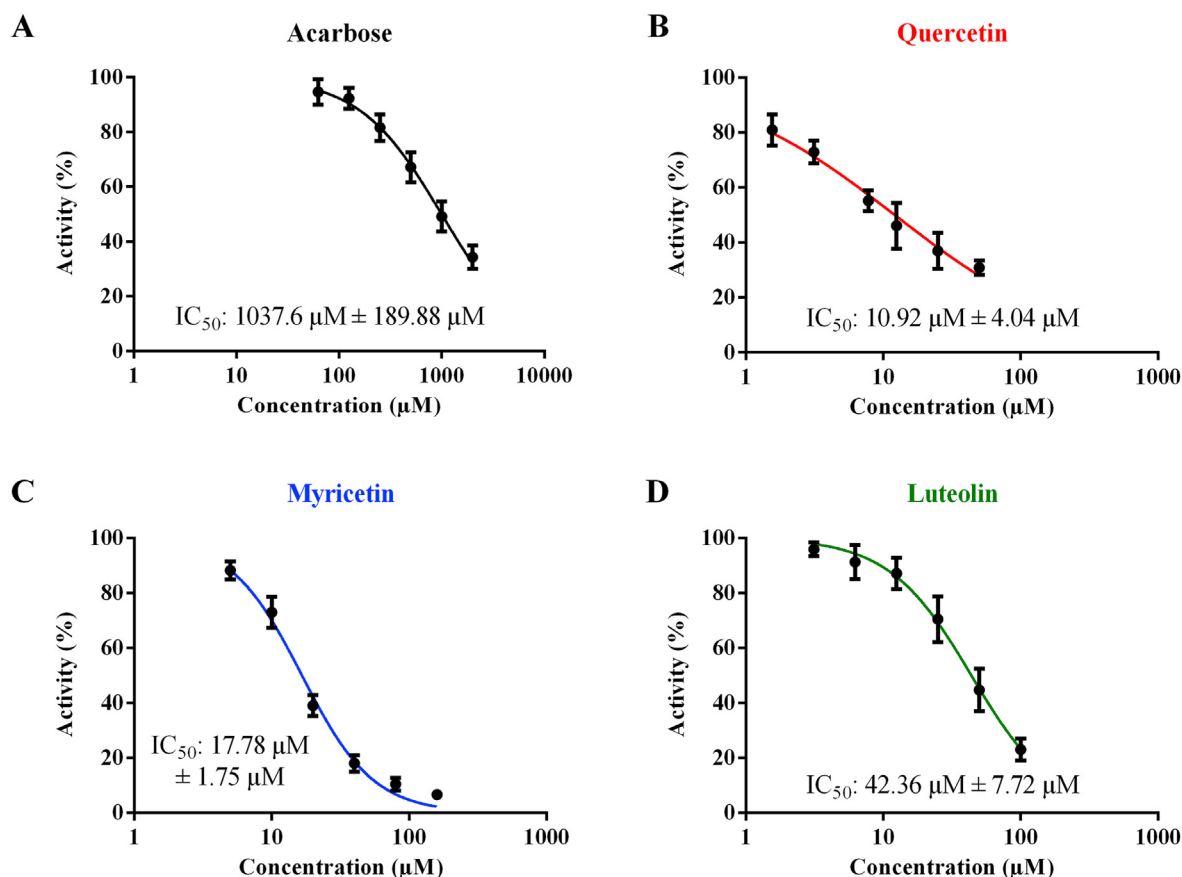 A
Acarbose
Activity (%)
100
80
60
40
20
0
IC50: 1037.6 µM ± 189.88 µM
1
10
100
1000
10000
Concentration (µM)
B
Quercetin
Activity (%)
100
80
60
40
20
0
IC50: 10.92 µM ± 4.04 µM
1
10
100
1000
Concentration (µM)
C
Myricetin
Activity (%)
100
80
60
40
20
0
IC50: 17.78 µM
± 1.75 µM
1
10
100
1000
Concentration (µM)
D
Luteolin
Activity (%)
100
80
60
40
20
0
IC50: 42.36 µM ± 7.72 µM
1
10
100
1000
Concentration (µM)